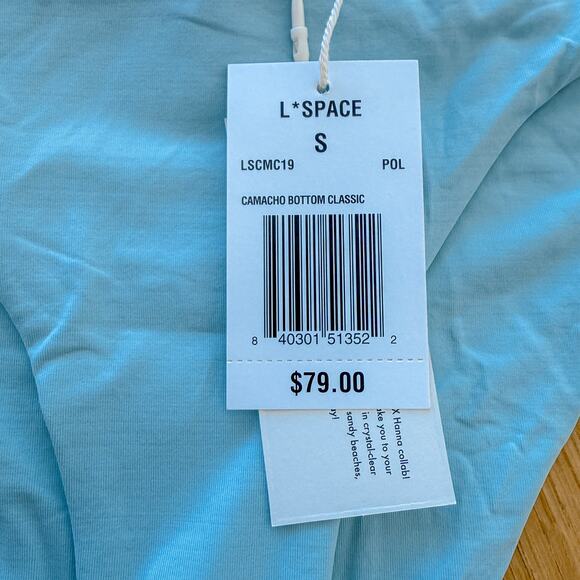 L*SPACE
S
LSCMC19 POL
CAMACHO BOTTOM CLASSIC
8 40301 51352 2
$79.00
X Hanna collab!
you to your
in crystal-clear
sandy beaches,